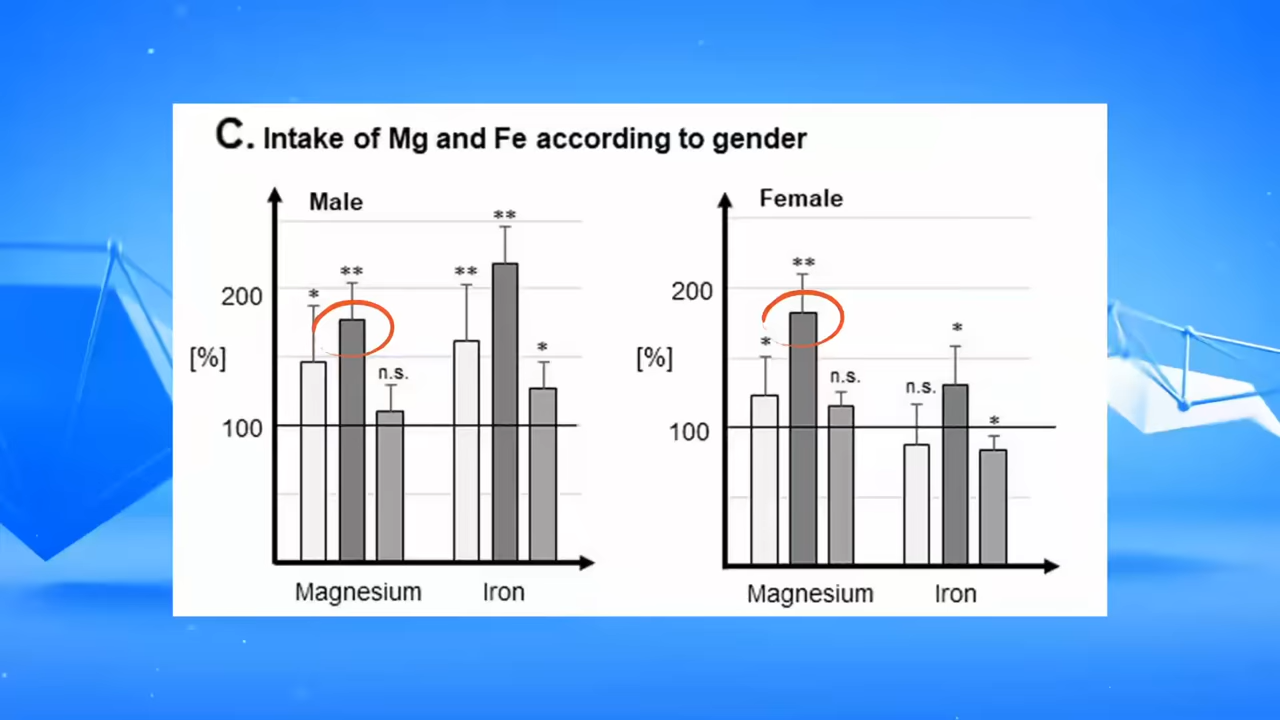 C. Intake of Mg and Fe according to gender
Male
**
**
**
*
200
*
[%]
n.s.
100
Magnesium
Iron
Female
**
200
*
*
[%]
n.s.
n.s.
*
100
Magnesium
Iron